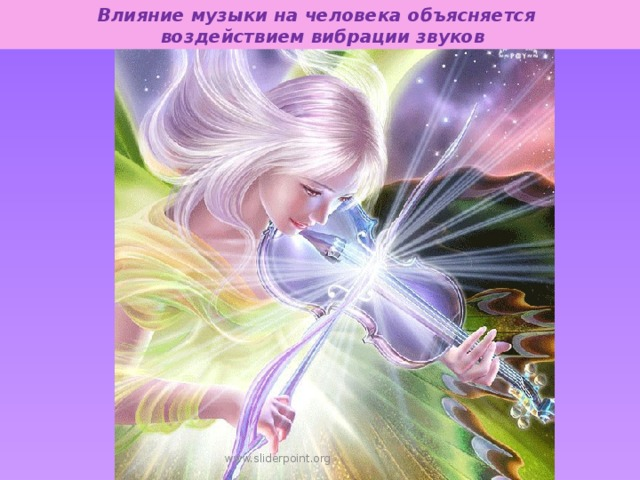 Влияние музыки на человека объясняется
воздействием вибрации звуков
www.sliderpoint.org